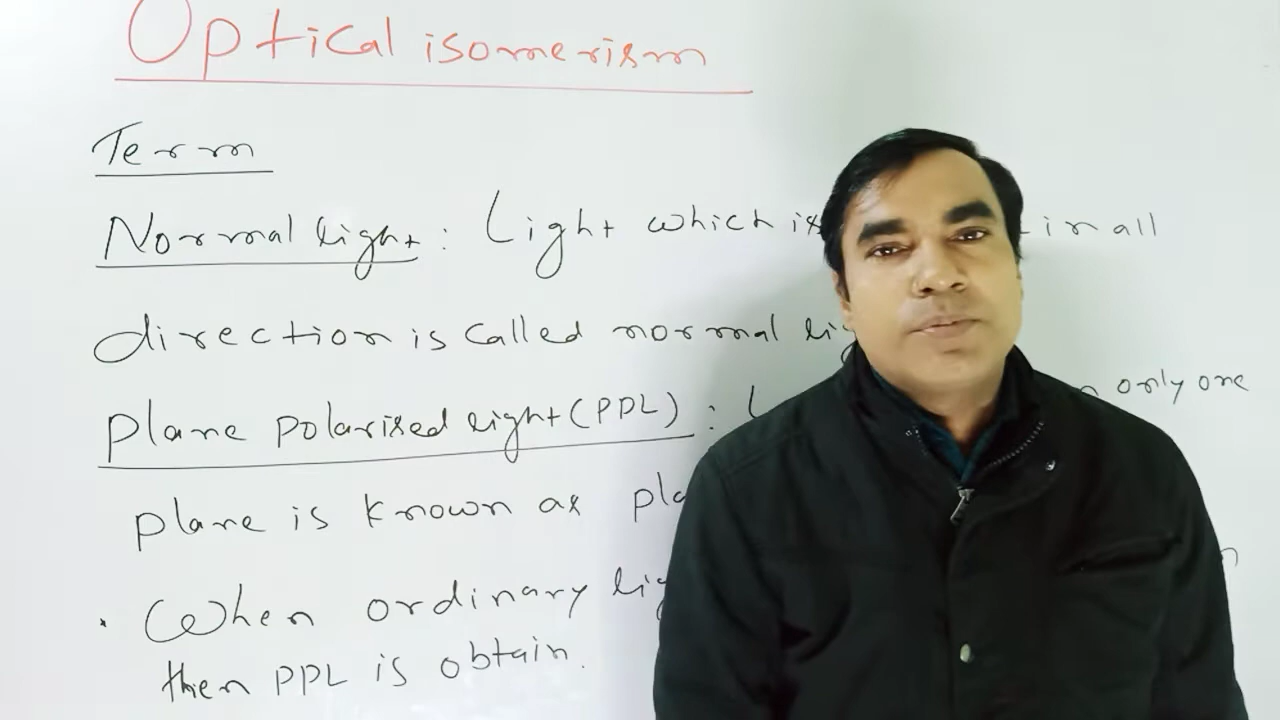 Optical isomerism
Term
Normal light : Light which is in all
direction is called normal
plane polarised light (PPL) : only one
plane is known as
. When ordinary
then PPL is obtain.